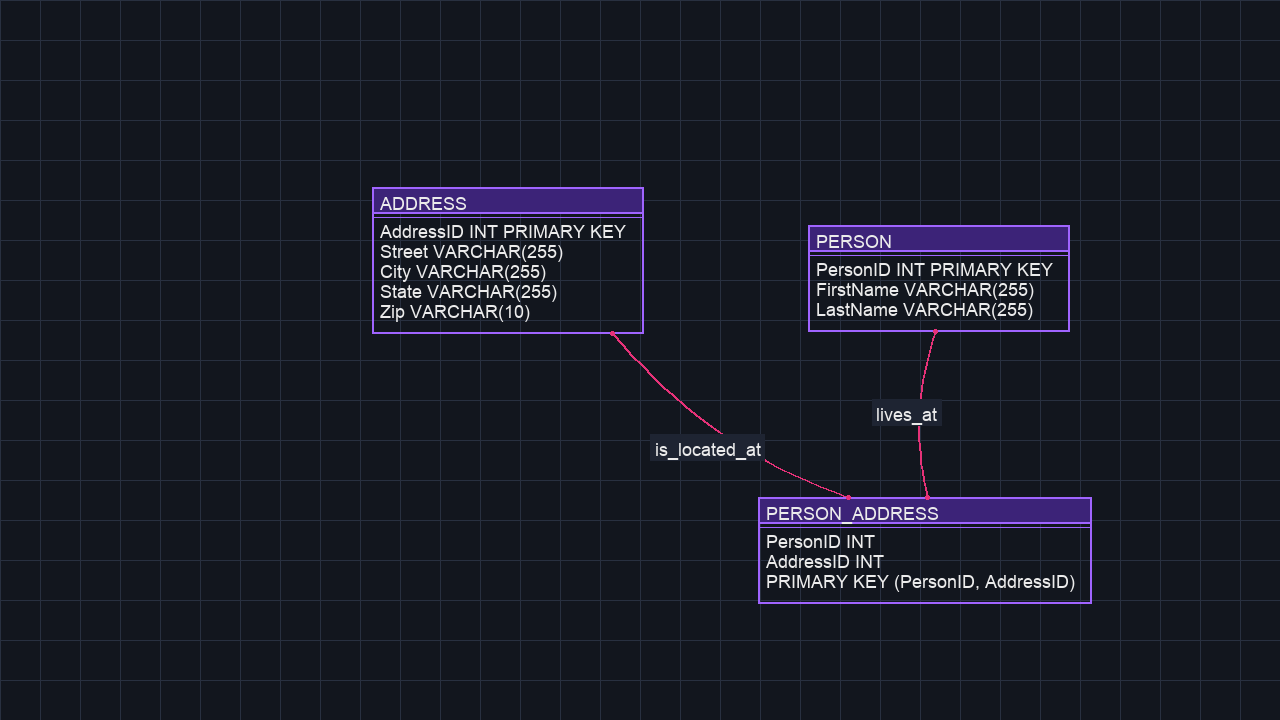 ADDRESS
AddressID INT PRIMARY KEY
Street VARCHAR(255)
City VARCHAR(255)
State VARCHAR(255)
Zip VARCHAR(10)
PERSON
PersonID INT PRIMARY KEY
FirstName VARCHAR(255)
LastName VARCHAR(255)
lives_at
is_located_at
PERSON_ADDRESS
PersonID INT
AddressID INT
PRIMARY KEY (PersonID, AddressID)